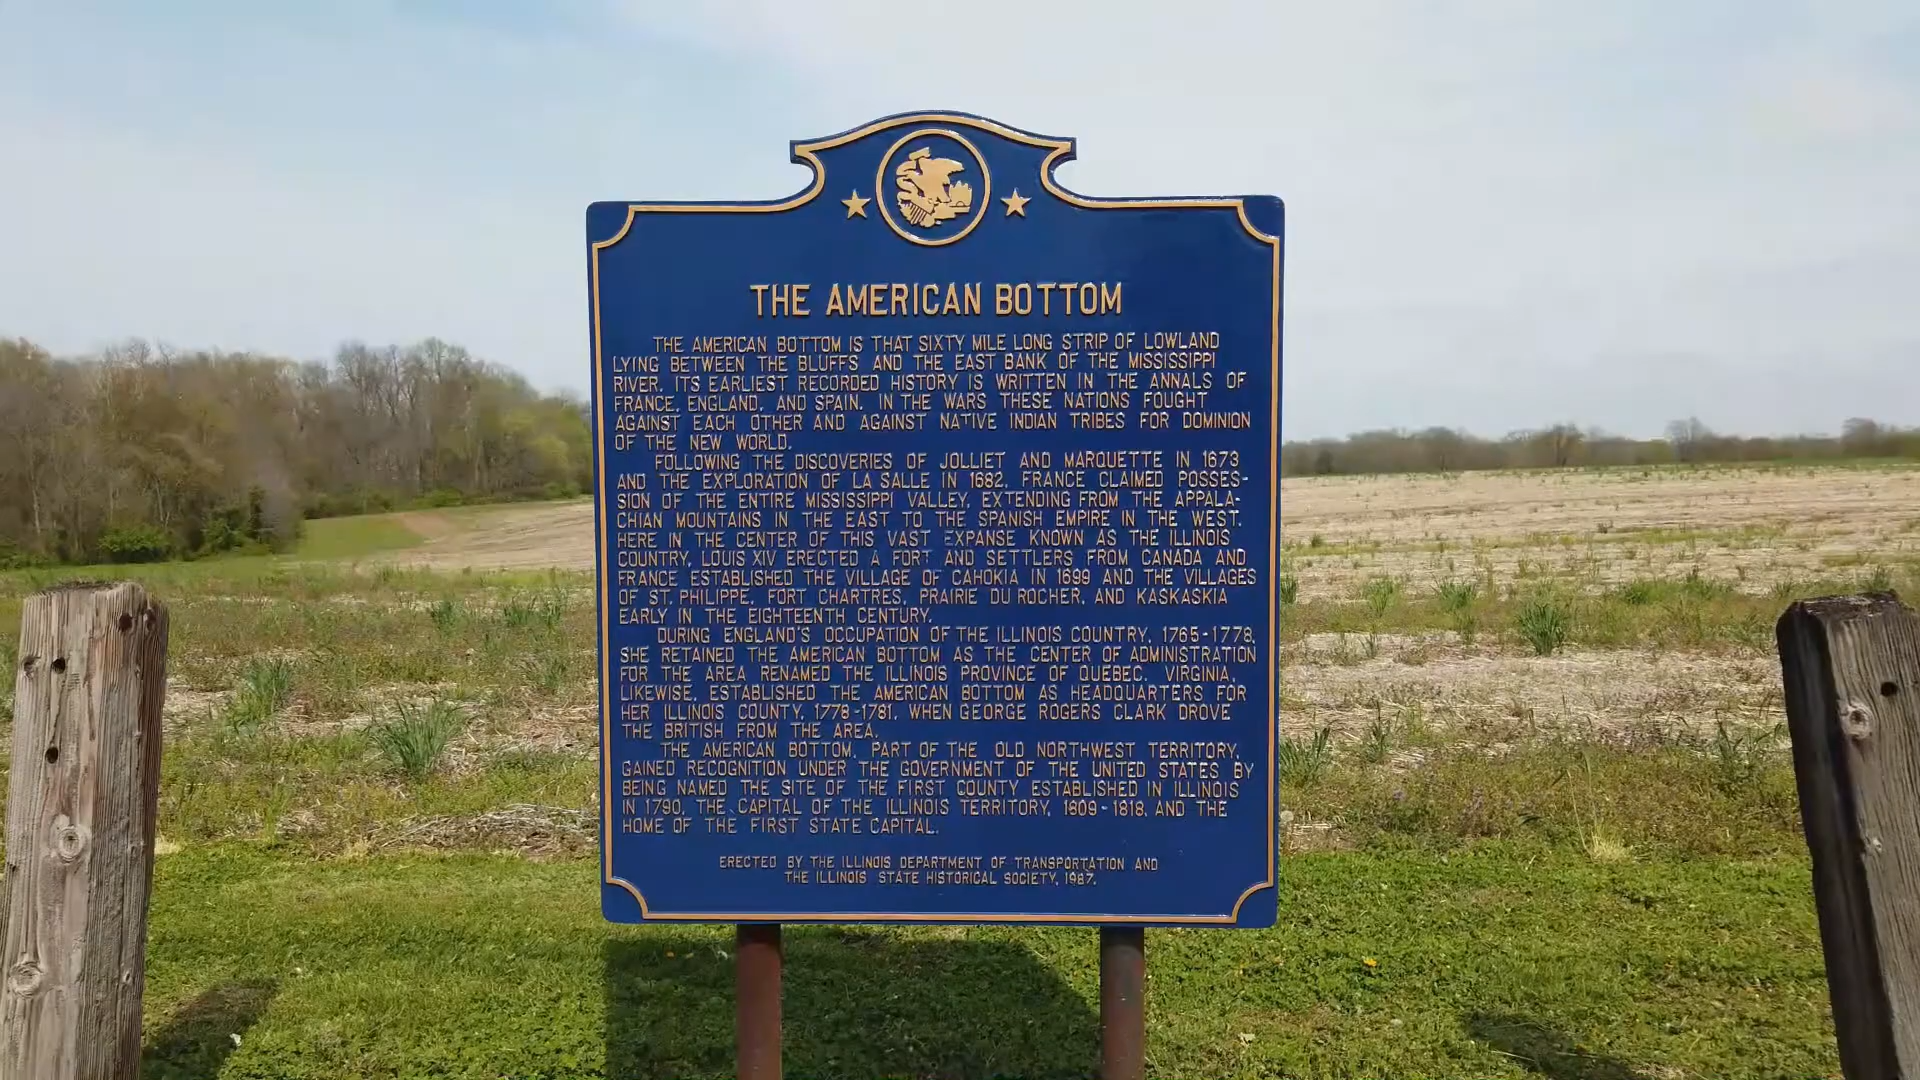 THE AMERICAN BOTTOM
THE AMERICAN BOTTOM IS THAT SIXTY MILE LONG STRIP OF LOWLAND
LYING BETWEEN THE BLUFFS AND THE EAST BANK OF THE MISSISSIPPI
RIVER. ITS EARLIEST RECORDED HISTORY IS WRITTEN IN THE ANNALS OF
FRANCE, ENGLAND, AND SPAIN. IN THE WARS THESE NATIONS FOUGHT
AGAINST EACH OTHER AND AGAINST NATIVE INDIAN TRIBES FOR DOMINION
OF THE NEW WORLD.
FOLLOWING THE DISCOVERIES OF JOLLIET AND MARQUETTE IN 1673
AND THE EXPLORATION OF LA SALLE IN 1682, FRANCE CLAIMED POSSES-
SION OF THE ENTIRE MISSISSIPPI VALLEY, EXTENDING FROM THE APPALA-
CHIAN MOUNTAINS IN THE EAST TO THE SPANISH EMPIRE IN THE WEST.
HERE IN THE CENTER OF THIS VAST EXPANSE KNOWN AS THE ILLINOIS
COUNTRY, LOUIS XIV ERECTED A FORT AND SETTLERS FROM CANADA AND
FRANCE ESTABLISHED THE VILLAGE OF CAHOKIA IN 1699 AND THE VILLAGES
OF ST. PHILIPPE, FORT CHARTRES, PRAIRIE DU ROCHER, AND KASKASKIA
EARLY IN THE EIGHTEENTH CENTURY.
DURING ENGLAND'S OCCUPATION OF THE ILLINOIS COUNTRY, 1765-1778,
SHE RETAINED THE AMERICAN BOTTOM AS THE CENTER OF ADMINISTRATION
FOR THE AREA RENAMED THE ILLINOIS PROVINCE OF QUEBEC. VIRGINIA,
LIKEWISE, ESTABLISHED THE AMERICAN BOTTOM AS HEADQUARTERS FOR
HER ILLINOIS COUNTY, 1778-1781, WHEN GEORGE ROGERS CLARK DROVE
THE BRITISH FROM THE AREA.
THE AMERICAN BOTTOM, PART OF THE OLD NORTHWEST TERRITORY,
GAINED RECOGNITION UNDER THE GOVERNMENT OF THE UNITED STATES BY
BEING NAMED THE SITE OF THE FIRST COUNTY ESTABLISHED IN ILLINOIS
IN 1790, THE CAPITAL OF THE ILLINOIS TERRITORY, 1809-1818, AND THE
HOME OF THE FIRST STATE CAPITAL.
ERECTED BY THE ILLINOIS DEPARTMENT OF TRANSPORTATION AND
THE ILLINOIS STATE HISTORICAL SOCIETY, 1987.